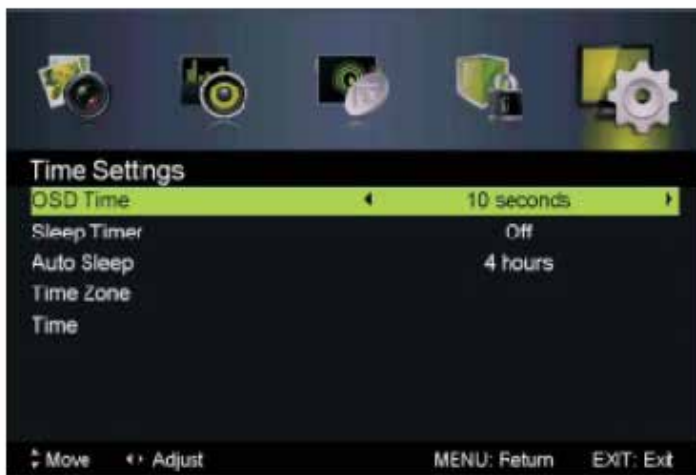 Time Settings
OSD Time 10 seconds
Sleep Timer Off
Auto Sleep 4 hours
Time Zone
Time
Move Adjust MENU: Return EXIT: Exit